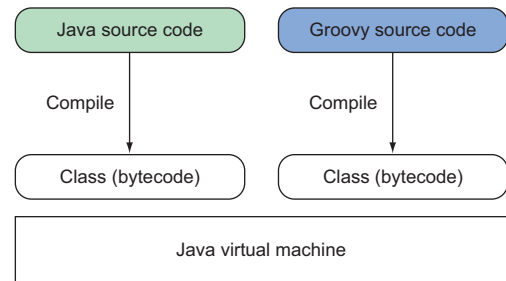 Java source code
Groovy source code
Compile
Compile
Class (bytecode)
Class (bytecode)
Java virtual machine